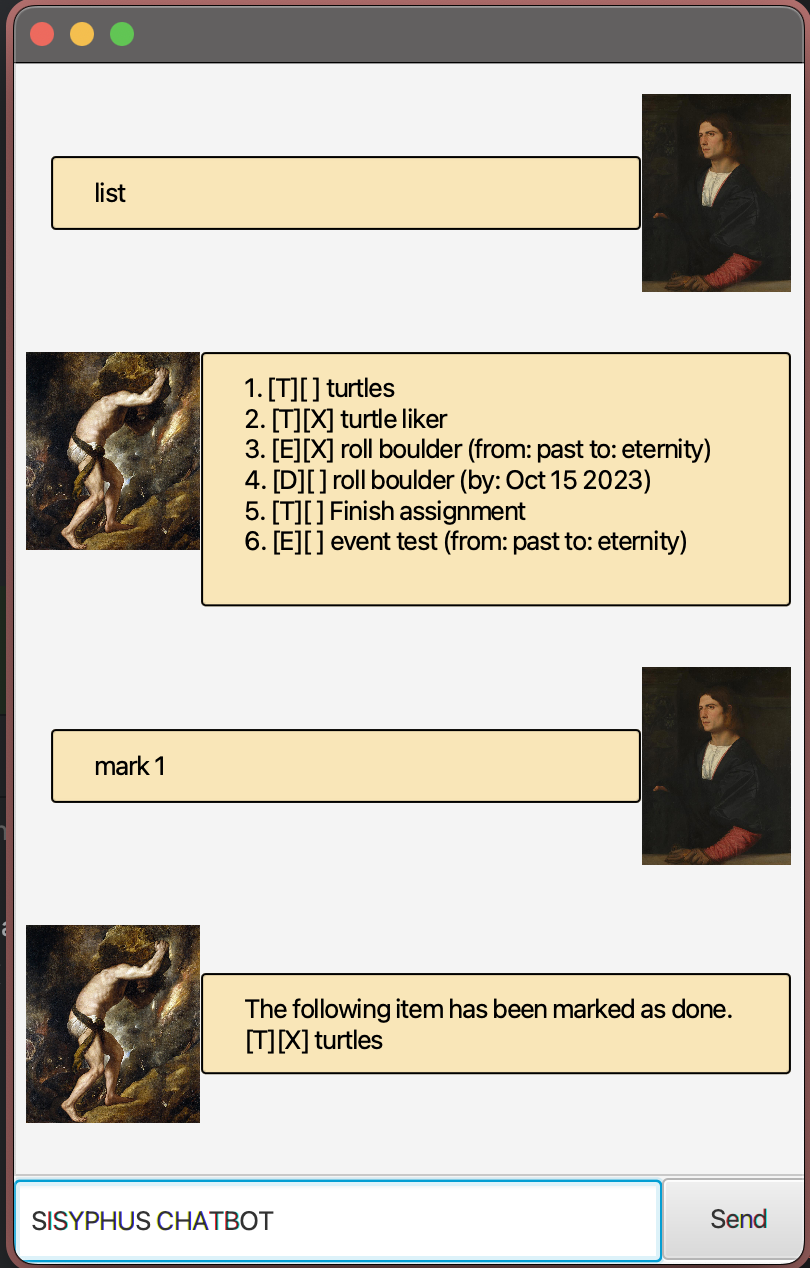 list
1. [T][ ] turtles
2. [T][X] turtle liker
3. [E][X] roll boulder (from: past to: eternity)
4. [D][ ] roll boulder (by: Oct 15 2023)
5. [T][ ] Finish assignment
6. [E][ ] event test (from: past to: eternity)
mark 1
The following item has been marked as done.
[T][X] turtles
SISYPHUS CHATBOT
Send